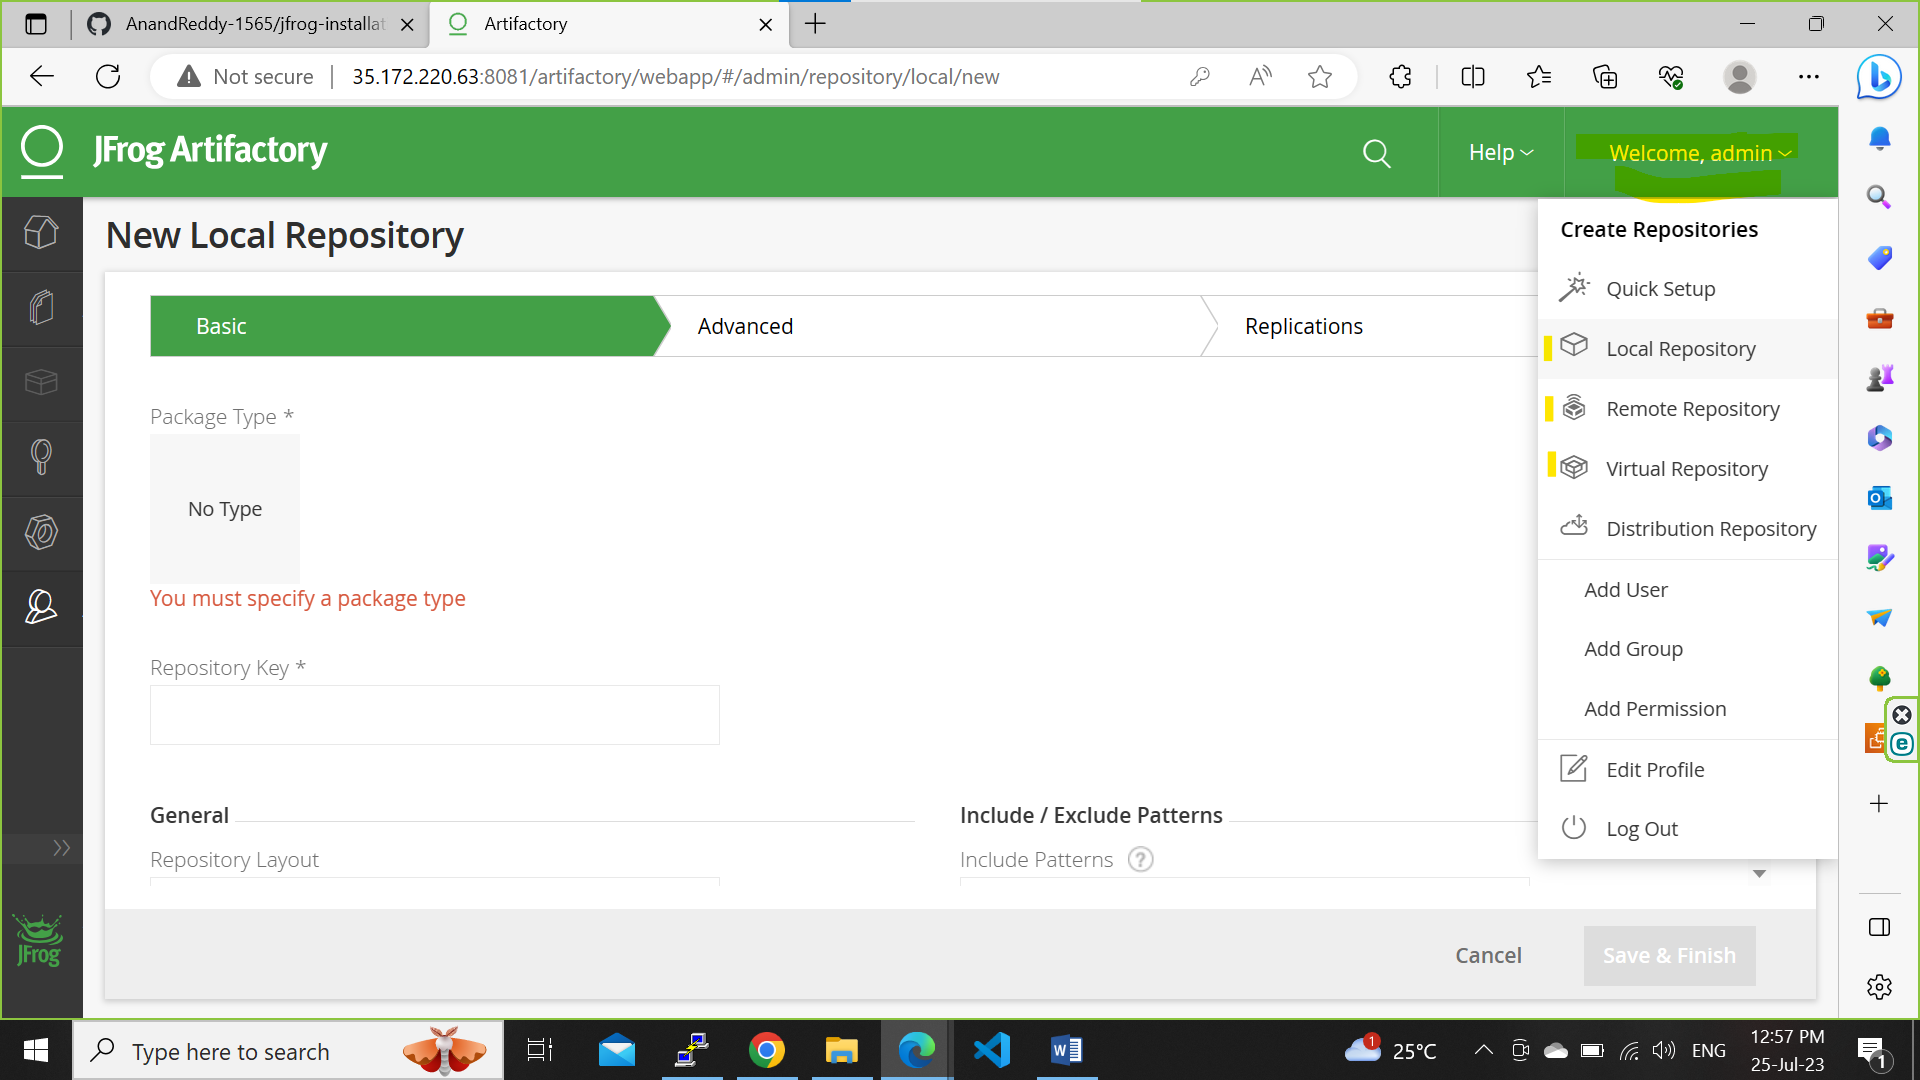 AnandReddy-1565/jfrog-installat
Artifactory
Not secure
35.172.220.63:8081/artifactory/webapp/#/admin/repository/local/new
JFrog Artifactory
Help
Welcome, admin
New Local Repository
Create Repositories
Quick Setup
Local Repository
Remote Repository
Virtual Repository
Distribution Repository
Add User
Add Group
Add Permission
Edit Profile
Log Out
Basic
Advanced
Replications
Package Type *
No Type
You must specify a package type
Repository Key *
General
Include / Exclude Patterns
Repository Layout
Include Patterns ?
Cancel
Save & Finish
JFrog
Type here to search
1
25°C
ENG
12:57 PM
25-Jul-23
1